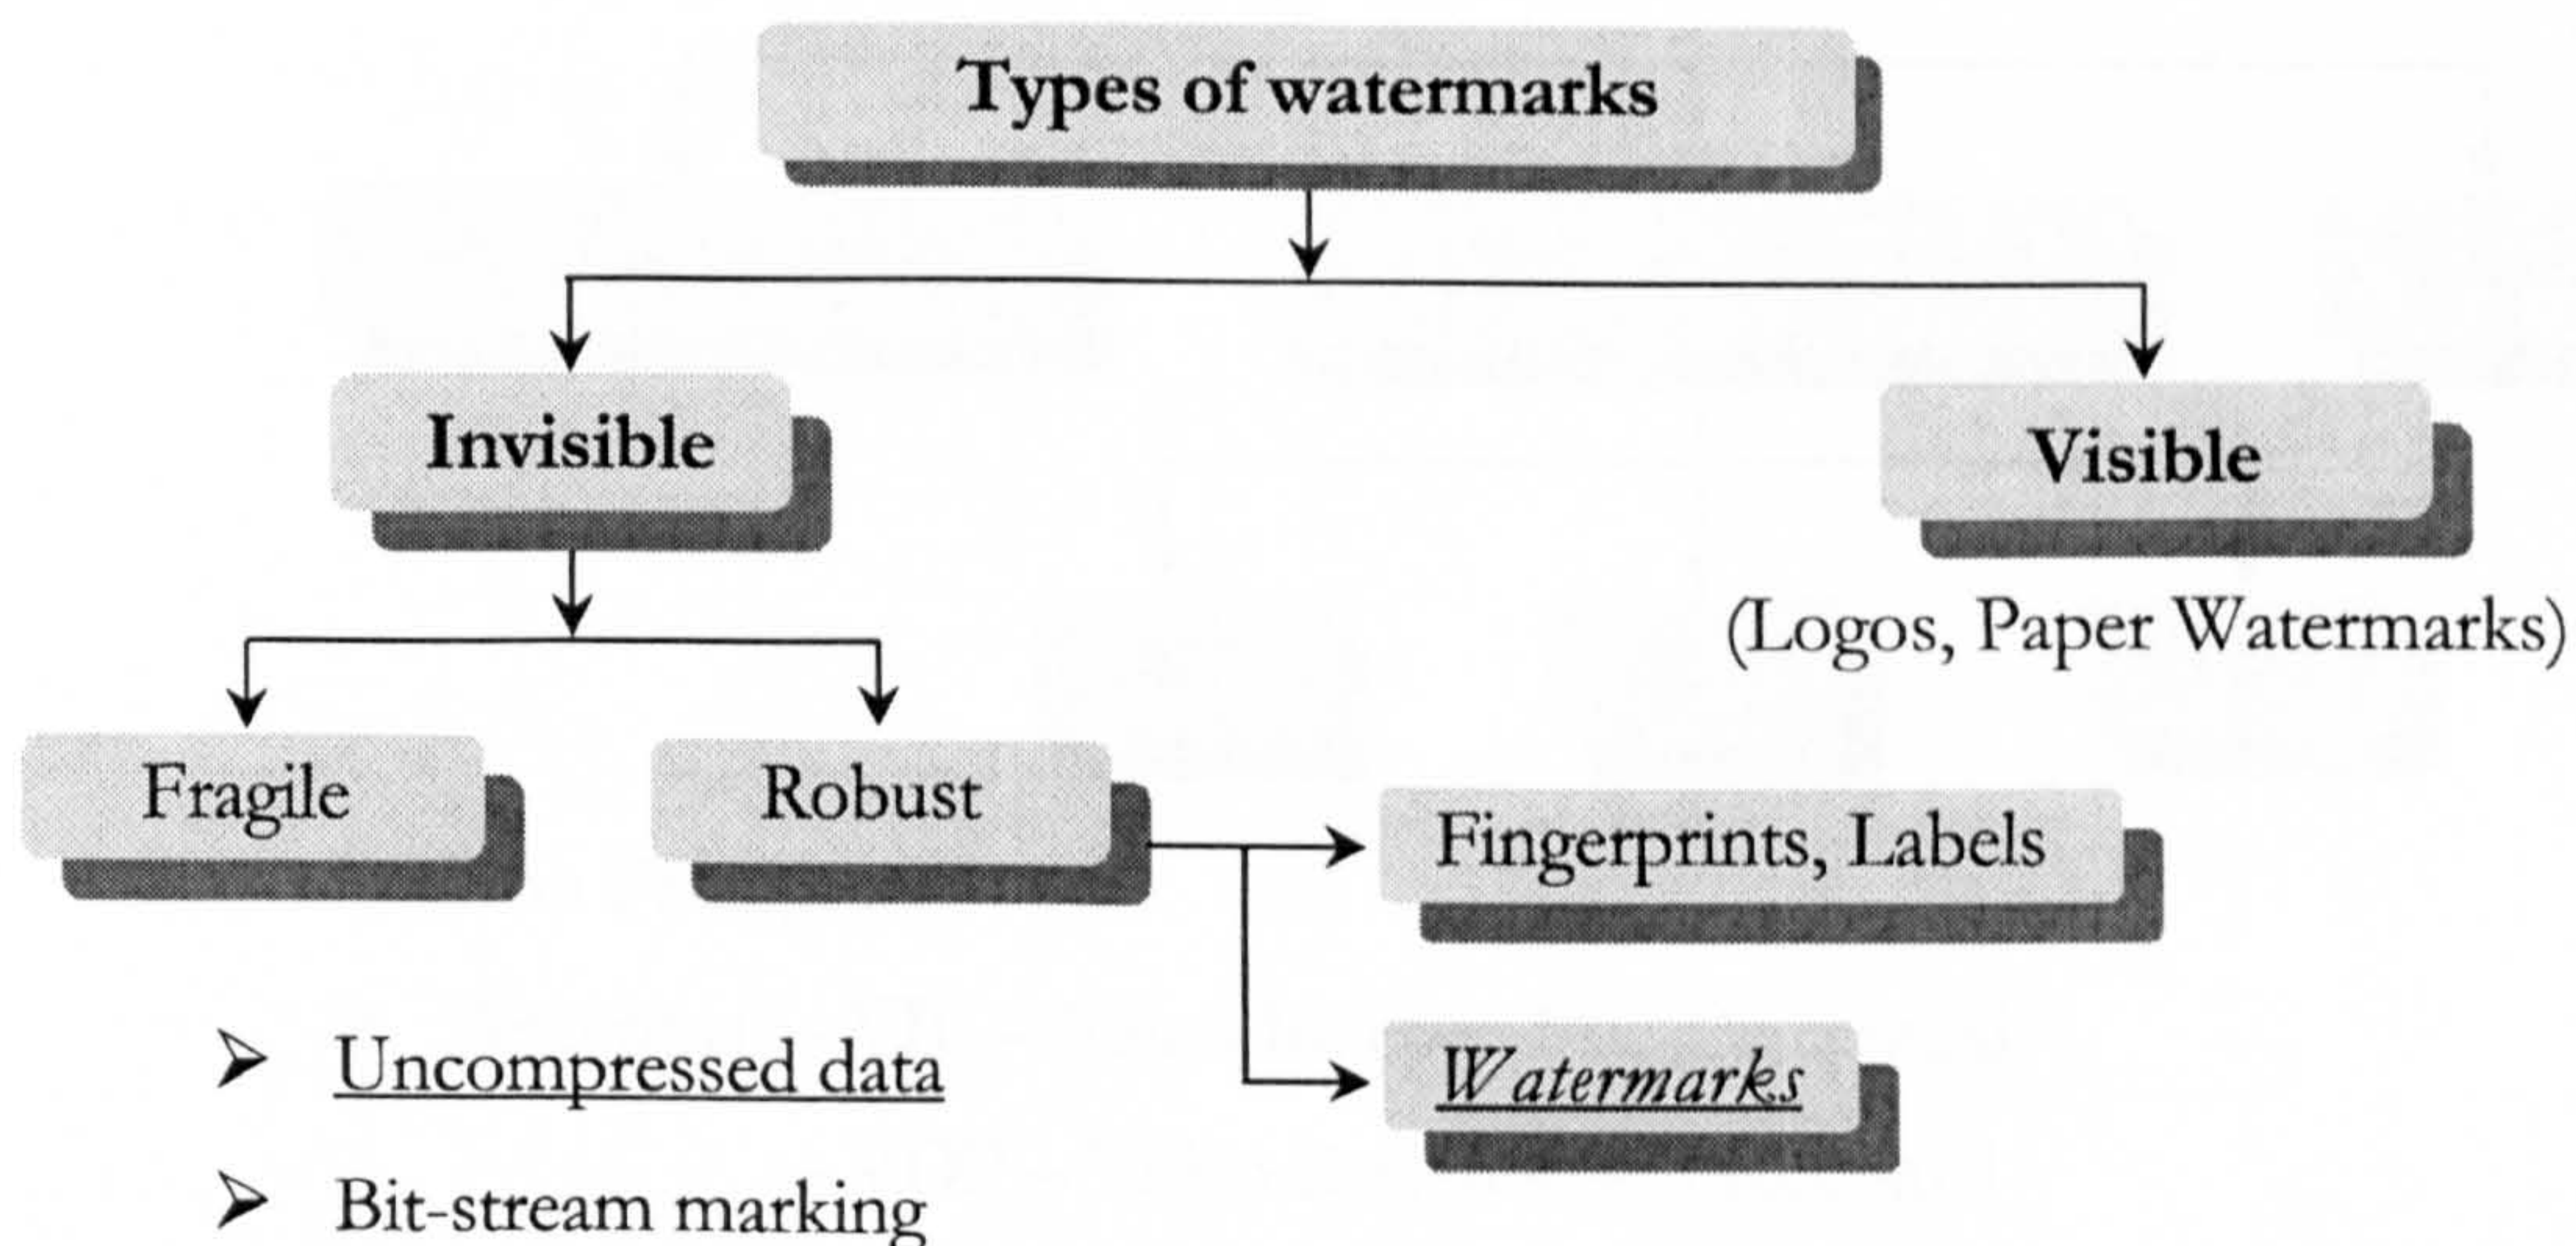 Types of watermarks
Invisible
Visible
(Logos, Paper Watermarks)
Fragile
Robust
Fingerprints, Labels
Watermarks
Uncompressed data
Bit-stream marking